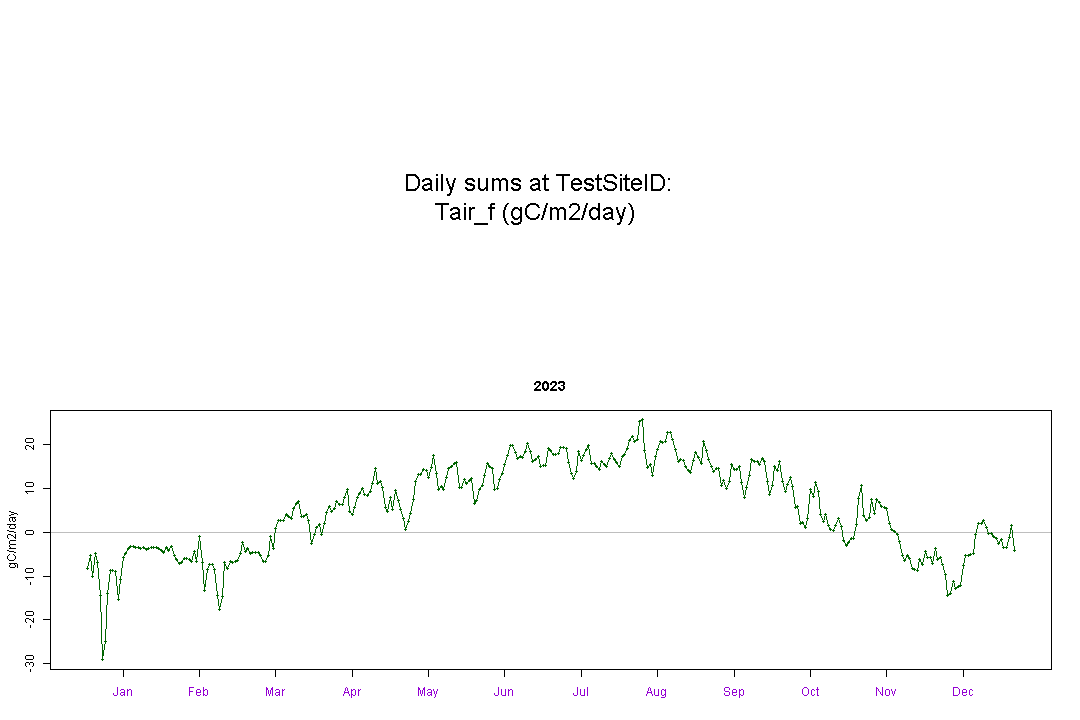 Daily sums at TestSiteID:
Tair_f (gC/m2/day)
2023
gC/m2/day
20
10
0
-10
-20
-30
Jan Feb Mar Apr May Jun Jul Aug Sep Oct Nov Dec